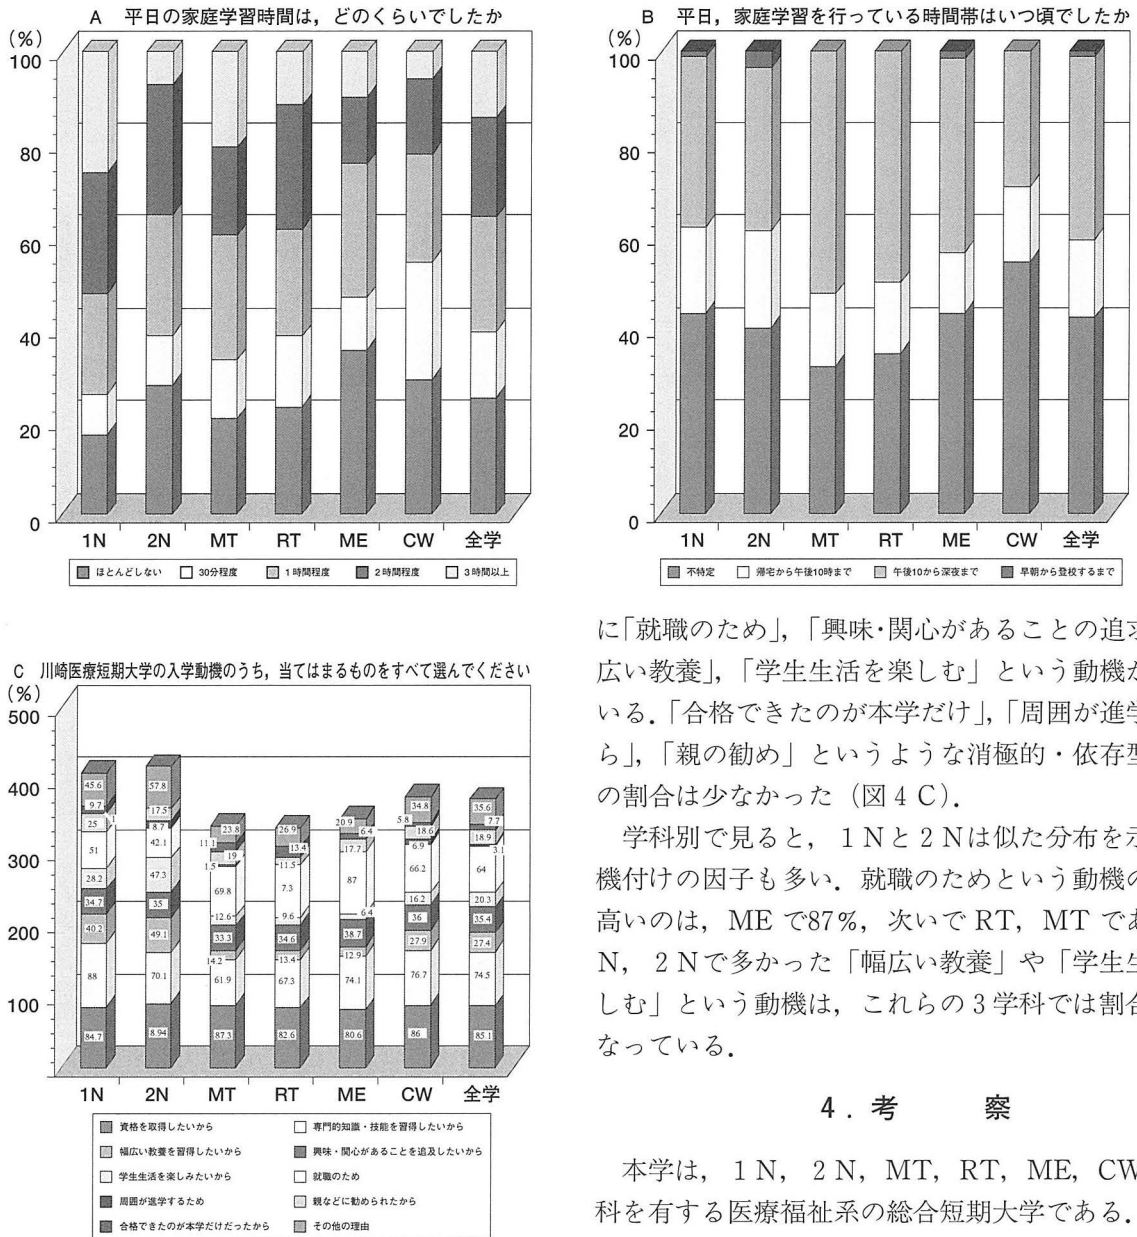 A 平日の家庭学習時間は，どのくらいでしたか
(%)
100
80
60
40
20
0
1N 2N MT RT ME CW 全学
ほとんどしない 30分程度 1時間程度 2時間程度 3時間以上
B 平日，家庭学習を行っている時間帯はいつ頃でしたか
(%)
100
80
60
40
20
0
1N 2N MT RT ME CW 全学
不特定 帰宅から午後10時まで 午後10から深夜まで 早朝から登校するまで
C 川崎医療短期大学の入学動機のうち，当てはまるものをすべて選んでください
(%)
500
400
300
200
100
45.6 9.7 1 25 51 28.2 34.7 40.2 88 84.7
57.8 17.5 8.7 42.1 47.3 35 49.1 70.1 8.94
23.8 11.1 19 1.5 69.8 12.6 33.3 14.2 61.9 87.3
26.9 13.4 11.5 7.3 9.6 34.6 13.4 67.3 82.6
20.9 6.4 17.7 87 6.4 38.7 12.9 74.1 80.6
34.8 5.8 18.6 6.9 66.2 16.2 36 27.9 76.7 86
35.6 7.7 18.9 3.1 64 20.3 35.4 27.4 74.5 85.1
1N 2N MT RT ME CW 全学
資格を取得したいから 専門的知識・技能を習得したいから
幅広い教養を習得したいから 興味・関心があることを追及したいから
学生生活を楽しみたいから 就職のため
周囲が進学するため 親などに勧められたから
合格できたのが本学だけだったから その他の理由
に「就職のため」，「興味・関心があることの追求
広い教養」，「学生生活を楽しむ」という動機が
いる．「合格できたのが本学だけ」，「周囲が進学
ら」，「親の勧め」というような消極的・依存型
の割合は少なかった（図4C）．
学科別で見ると，1Nと2Nは似た分布を示
機付けの因子も多い．就職のためという動機の
高いのは，MEで87％，次いでRT，MTであ
N，2Nで多かった「幅広い教養」や「学生生
しむ」という動機は，これらの3学科では割合
なっている．
4．考 察
本学は，1N，2N，MT，RT，ME，CW
科を有する医療福祉系の総合短期大学である．